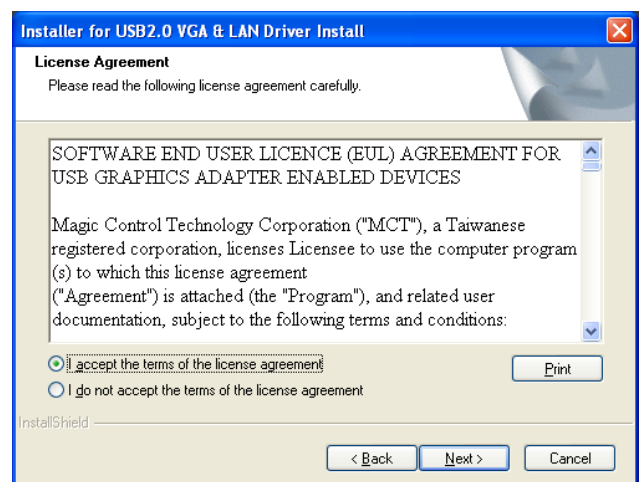 Installer for USB2.0 VGA & LAN Driver Install
License Agreement
Please read the following license agreement carefully.
SOFTWARE END USER LICENCE (EUL) AGREEMENT FOR
USB GRAPHICS ADAPTER ENABLED DEVICES
Magic Control Technology Corporation ("MCT"), a Taiwanese
registered corporation, licenses Licensee to use the computer program
(s) to which this license agreement
("Agreement") is attached (the "Program"), and related user
documentation, subject to the following terms and conditions:
I accept the terms of the license agreement
Print
I do not accept the terms of the license agreement
InstallShield
< Back
Next >
Cancel